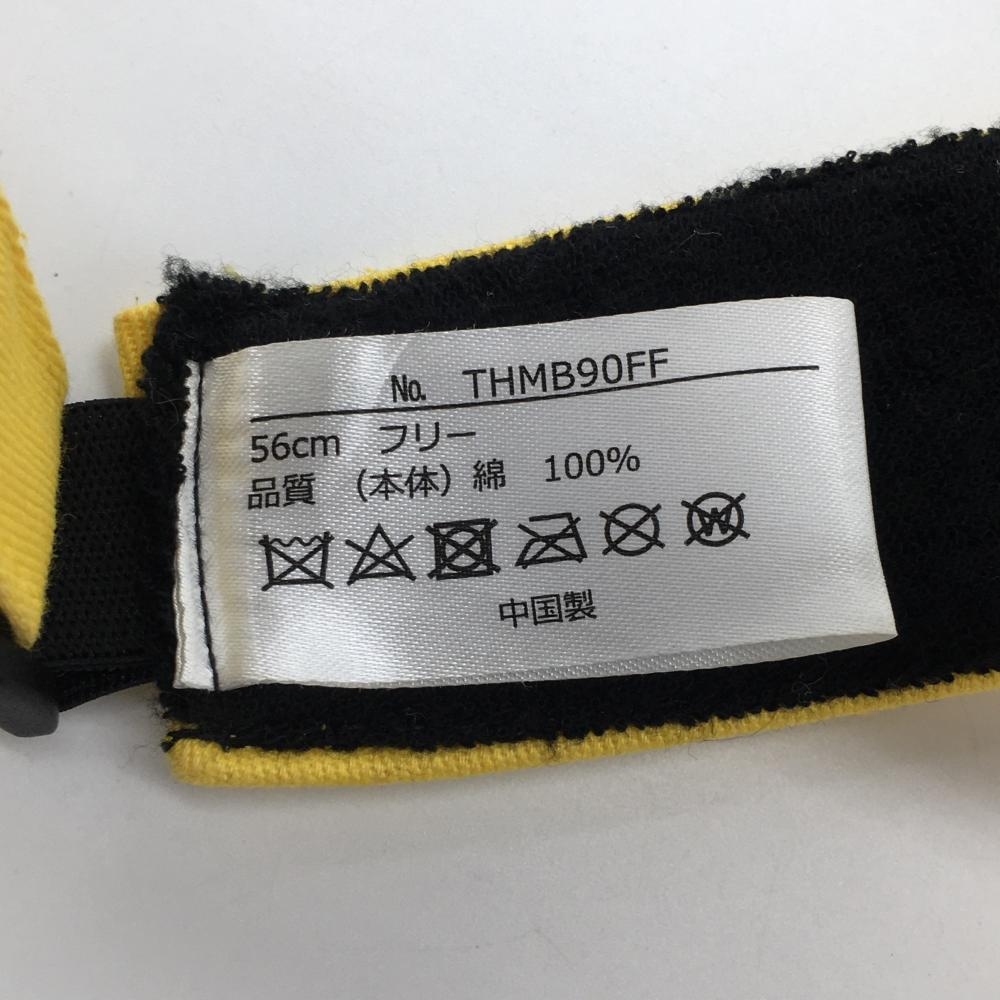 № THMB90FF
56cm フリー
品質 (本体) 綿 100%
中国製